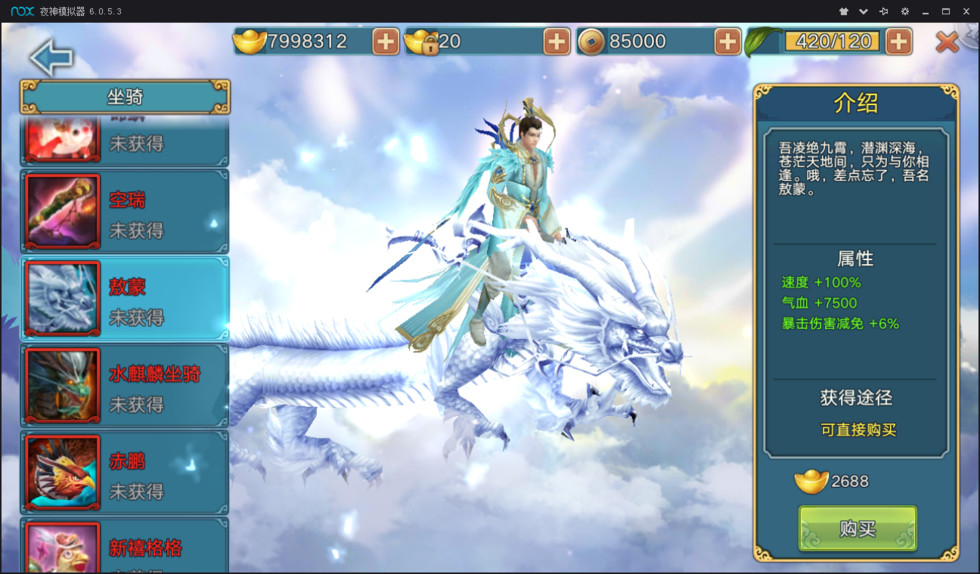 nox 夜神模拟器 6.0.5.3
7998312
20
85000
420/120
坐骑
未获得
空瑞
未获得
敖蒙
未获得
水麒麟坐骑
未获得
赤鹏
未获得
新禧格格
介绍
吾凌绝九霄，潜渊深海，
苍茫天地间，只为与你相
逢。哦，差点忘了，吾名
敖蒙。
属性
速度 +100%
气血 +7500
暴击伤害减免 +6%
获得途径
可直接购买
2688
购买